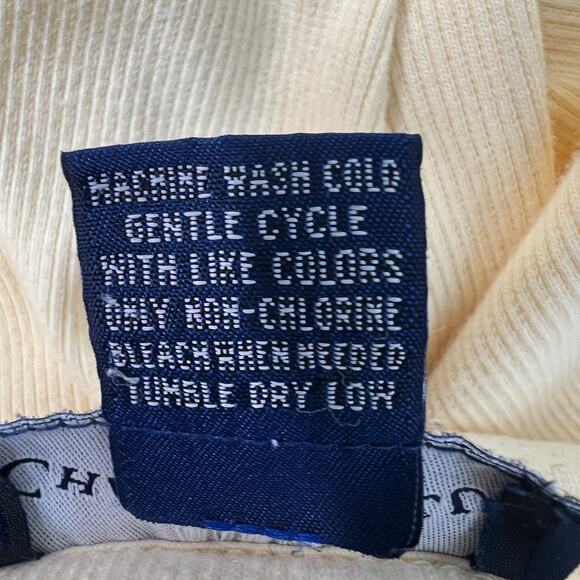 MACHINE WASH COLD
GENTLE CYCLE
WITH LIKE COLORS
ONLY NON-CHLORINE
BLEACH WHEN NEEDED
TUMBLE DRY LOW